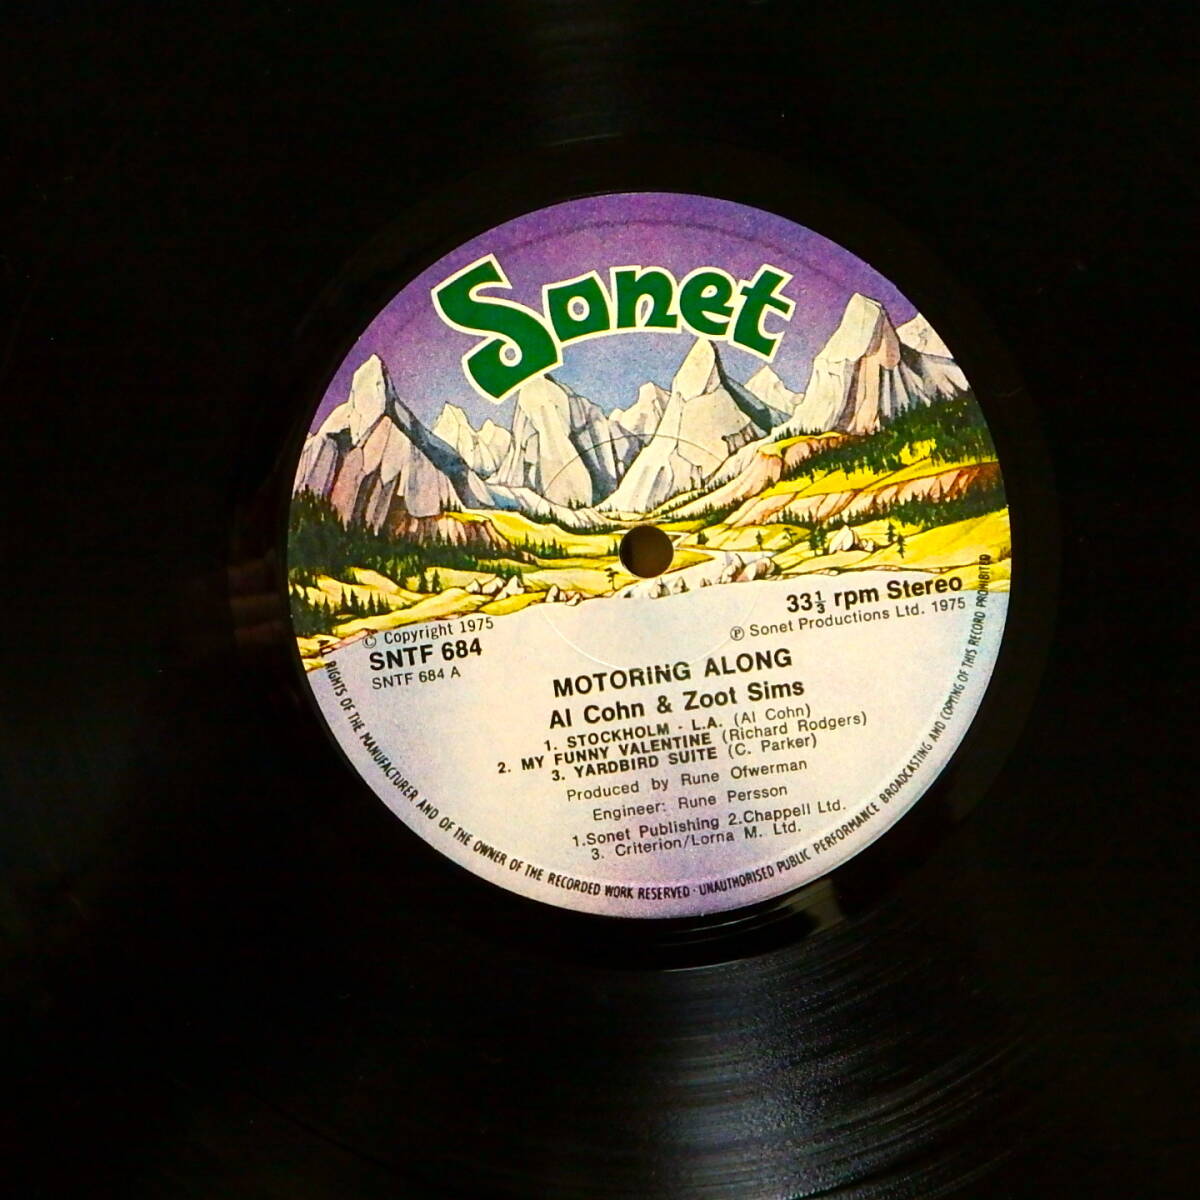 Sonet
33⅓ rpm Stereo
© Copyright 1975
℗ Sonet Productions Ltd. 1975
SNTF 684
SNTF 684 A
MOTORING ALONG
Al Cohn & Zoot Sims
1. STOCKHOLM - L.A. (Al Cohn)
2. MY FUNNY VALENTINE (Richard Rodgers)
3. YARDBIRD SUITE (C. Parker)
Produced by Rune Ofwerman
Engineer: Rune Persson
1.Sonet Publishing 2.Chappell Ltd.
3. Criterion/Lorna M. Ltd.
ALL RIGHTS OF THE MANUFACTURER AND OF THE OWNER OF THE RECORDED WORK RESERVED - UNAUTHORISED PUBLIC PERFORMANCE BROADCASTING AND COPYING OF THIS RECORD PROHIBITED